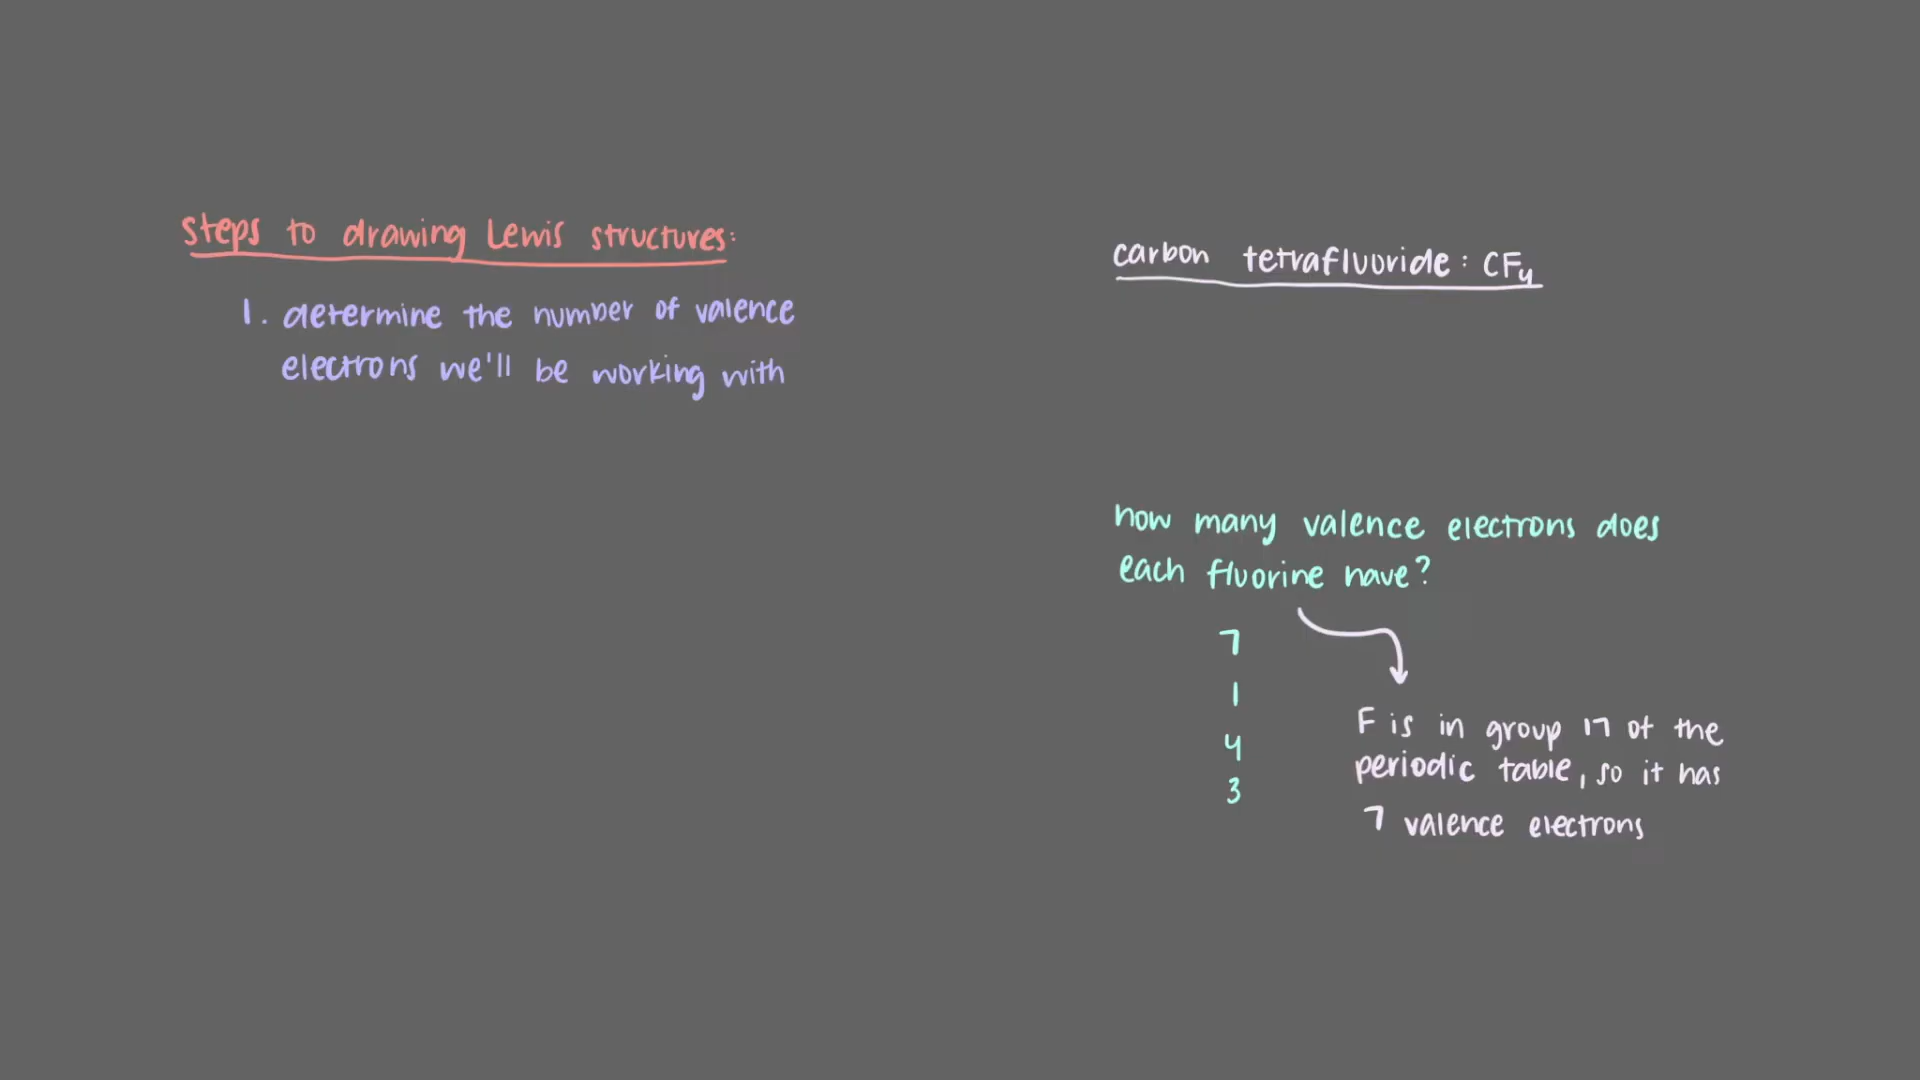 steps to drawing Lewis structures:
1. determine the number of valence
electrons we'll be working with
carbon tetrafluoride: CF₄
how many valence electrons does
each fluorine have?
7
1
4
3
F is in group 17 of the
periodic table, so it has
7 valence electrons